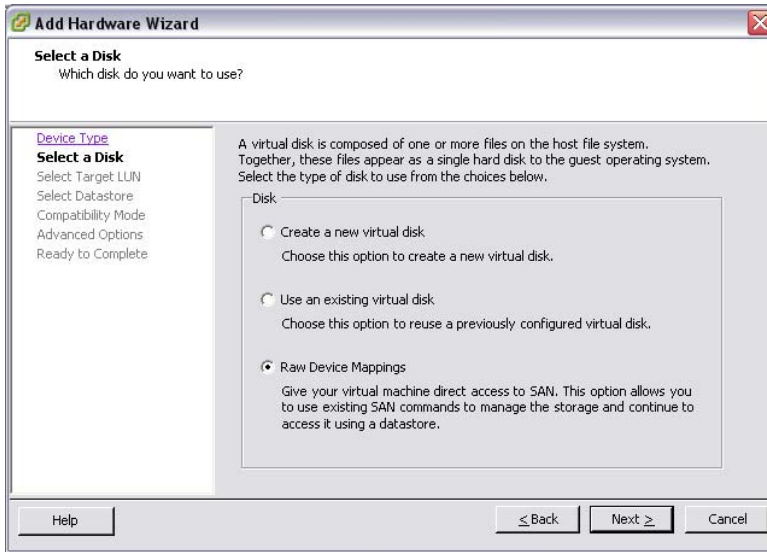 Add Hardware Wizard
Select a Disk
Which disk do you want to use?
Device Type
Select a Disk
Select Target LUN
Select Datastore
Compatibility Mode
Advanced Options
Ready to Complete
A virtual disk is composed of one or more files on the host file system.
Together, these files appear as a single hard disk to the guest operating system.
Select the type of disk to use from the choices below.
Disk
Create a new virtual disk
Choose this option to create a new virtual disk.
Use an existing virtual disk
Choose this option to reuse a previously configured virtual disk.
Raw Device Mappings
Give your virtual machine direct access to SAN. This option allows you
to use existing SAN commands to manage the storage and continue to
access it using a datastore.
Help
< Back
Next >
Cancel